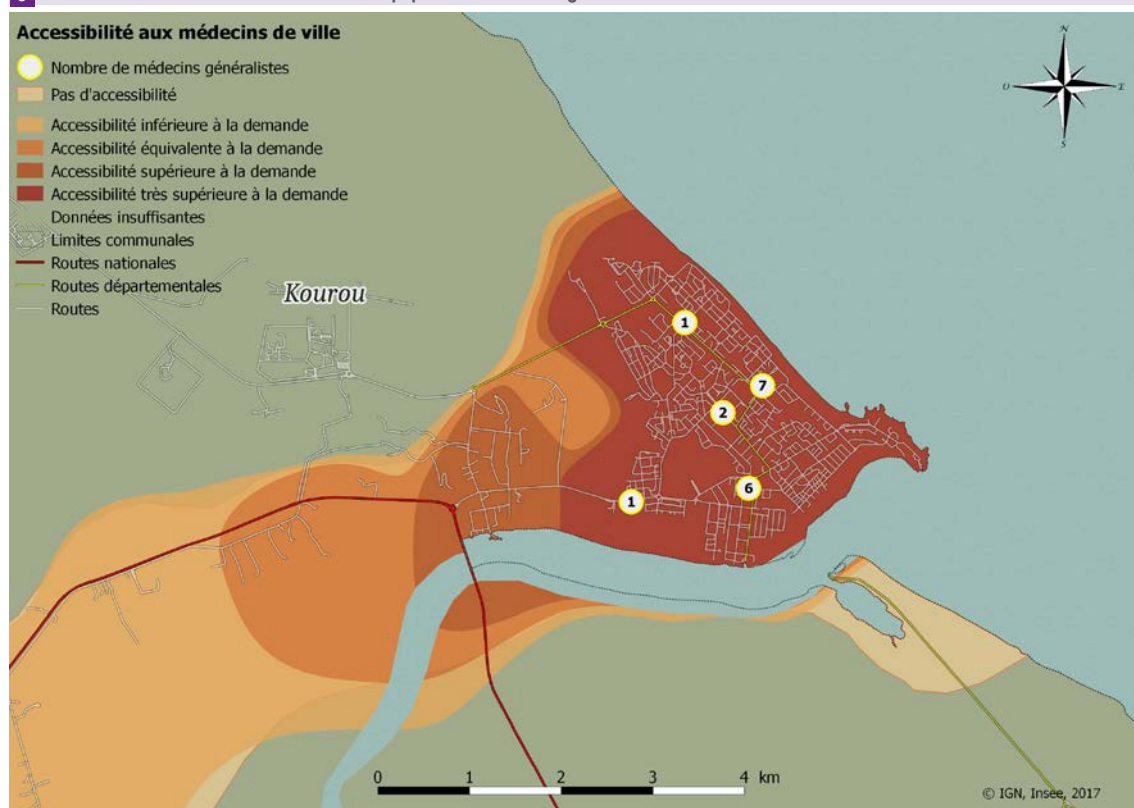 Accessibilité aux médecins de ville
Nombre de médecins généralistes
Pas d'accessibilité
Accessibilité inférieure à la demande
Accessibilité équivalente à la demande
Accessibilité supérieure à la demande
Accessibilité très supérieure à la demande
Données insuffisantes
Limites communales
Routes nationales
Routes départementales
Routes
N
O
E
S
Kourou
1
7
2
6
1
0 1 2 3 4 km
© IGN, Insee, 2017